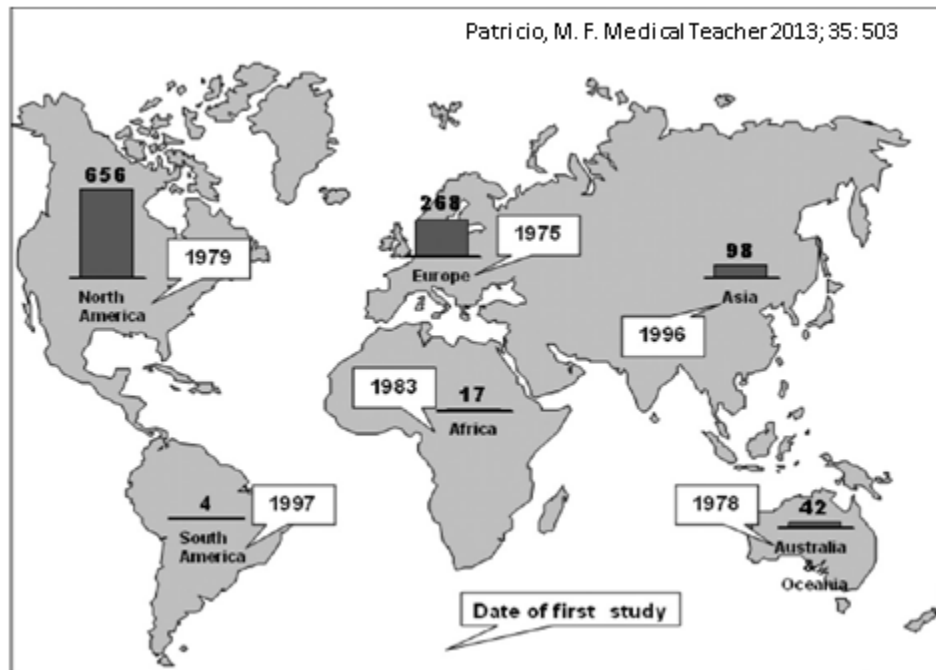 Patricio, M. F. Medical Teacher 2013; 35: 503
656
1979
North
America
268
1975
Europe
98
Asia
1996
1983
17
Africa
4
1997
South
America
1978
42
Australia
&
Oceania
Date of first study